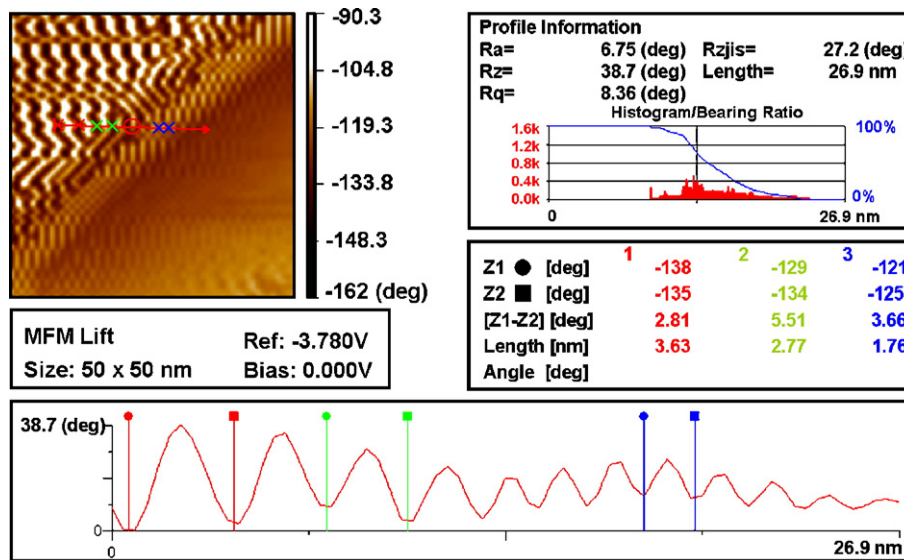 -90.3
-104.8
-119.3
-133.8
-148.3
-162 (deg)
MFM Lift Ref: -3.780V
Size: 50 x 50 nm Bias: 0.000V
Profile Information
Ra= 6.75 (deg) Rzjis= 27.2 (deg)
Rz= 38.7 (deg) Length= 26.9 nm
Rq= 8.36 (deg)
Histogram/Bearing Ratio
1.6k 100%
1.2k
0.8k
0.4k
0.0k 0%
0 26.9 nm
1 2 3
Z1 [deg] -138 -129 -121
Z2 [deg] -135 -134 -125
[Z1-Z2] [deg] 2.81 5.51 3.66
Length [nm] 3.63 2.77 1.76
Angle [deg]
38.7 (deg)
0
0 26.9 nm